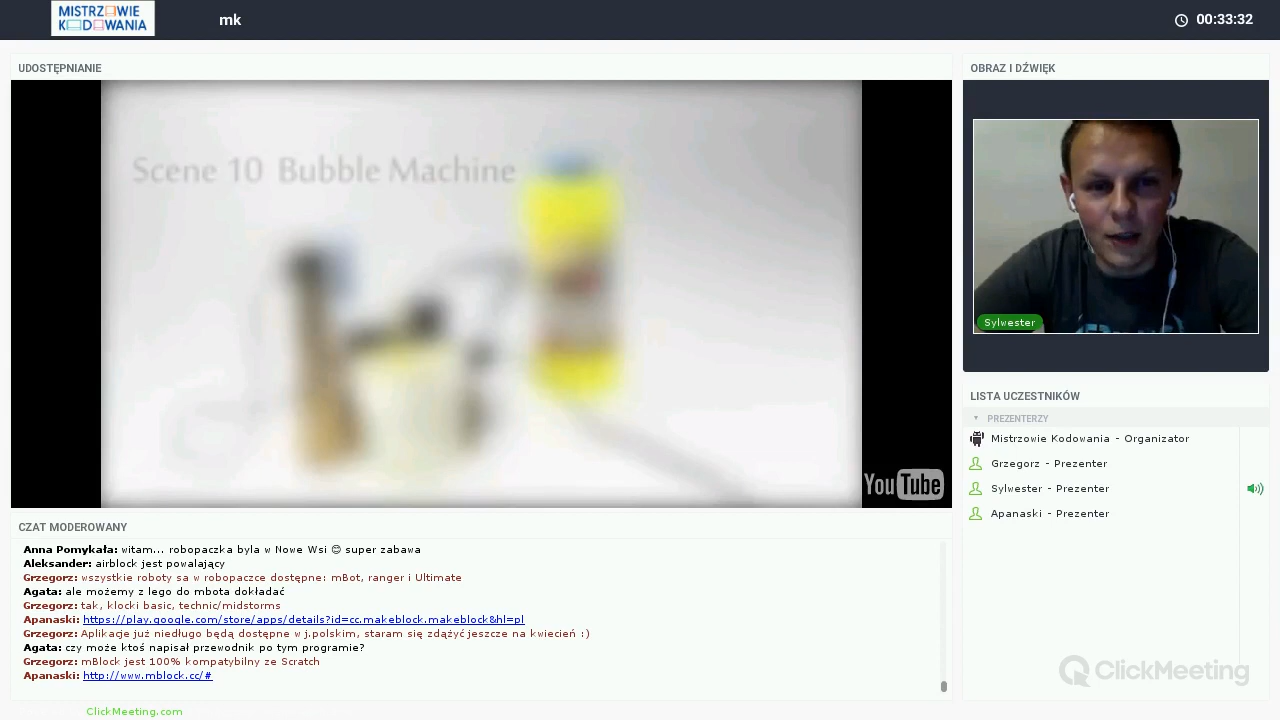 MISTRZOWIE
KODOWANIA
mk
00:33:32
UDOSTĘPNIANIE
Scene 10 Bubble Machine
YouTube
OBRAZ I DŹWIĘK
Sylwester
LISTA UCZESTNIKÓW
PREZENTERZY
Mistrzowie Kodowania - Organizator
Grzegorz - Prezenter
Sylwester - Prezenter
Apanaski - Prezenter
CZAT MODEROWANY
Anna Pomykała: witam... robopaczka byla w Nowe Wsi 😊 super zabawa
Aleksander: airblock jest powalający
Grzegorz: wszystkie roboty sa w robopaczce dostępne: mBot, ranger i Ultimate
Agata: ale możemy z lego do mbota dokładać
Grzegorz: tak, klocki basic, technic/midstorms
Apanaski: https://play.google.com/store/apps/details?id=cc.makeblock.makeblock&hl=pl
Grzegorz: Aplikacje już niedługo będą dostępne w j.polskim, staram się zdążyć jeszcze na kwiecień :)
Agata: czy może ktoś napisał przewodnik po tym programie?
Grzegorz: mBlock jest 100% kompatybilny ze Scratch
Apanaski: http://www.mblock.cc/#
ClickMeeting
ClickMeeting.com